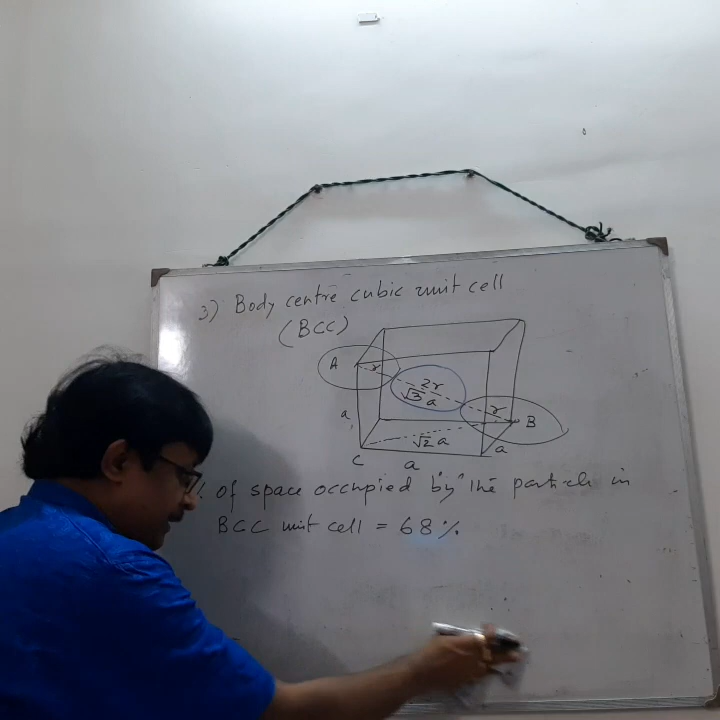 3) Body centre cubic unit cell
(BCC)
A
r
2r
√3 a
r
B
a
√2 a
a
C
a
% of space occupied by the particle in
BCC unit cell = 68 %